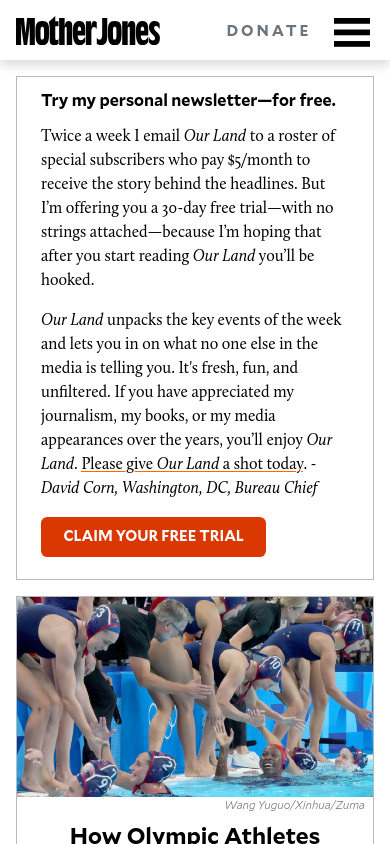 Mother Jones
DONATE
Try my personal newsletter—for free.
Twice a week I email Our Land to a roster of
special subscribers who pay $5/month to
receive the story behind the headlines. But
I’m offering you a 30-day free trial—with no
strings attached—because I’m hoping that
after you start reading Our Land you’ll be
hooked.
Our Land unpacks the key events of the week
and lets you in on what no one else in the
media is telling you. It's fresh, fun, and
unfiltered. If you have appreciated my
journalism, my books, or my media
appearances over the years, you’ll enjoy Our
Land. Please give Our Land a shot today. -
David Corn, Washington, DC, Bureau Chief
CLAIM YOUR FREE TRIAL
11
10
9
8
Wang Yuguo/Xinhua/Zuma
How Olympic Athletes